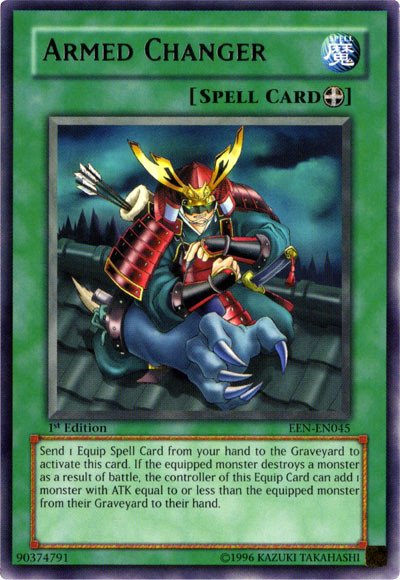 ARMED CHANGER
SPELL
魔
[SPELL CARD]
1st Edition
EEN-EN045
Send 1 Equip Spell Card from your hand to the Graveyard to
activate this card. If the equipped monster destroys a monster
as a result of battle, the controller of this Equip Card can add 1
monster with ATK equal to or less than the equipped monster
from their Graveyard to their hand.
90374791
©1996 KAZUKI TAKAHASHI